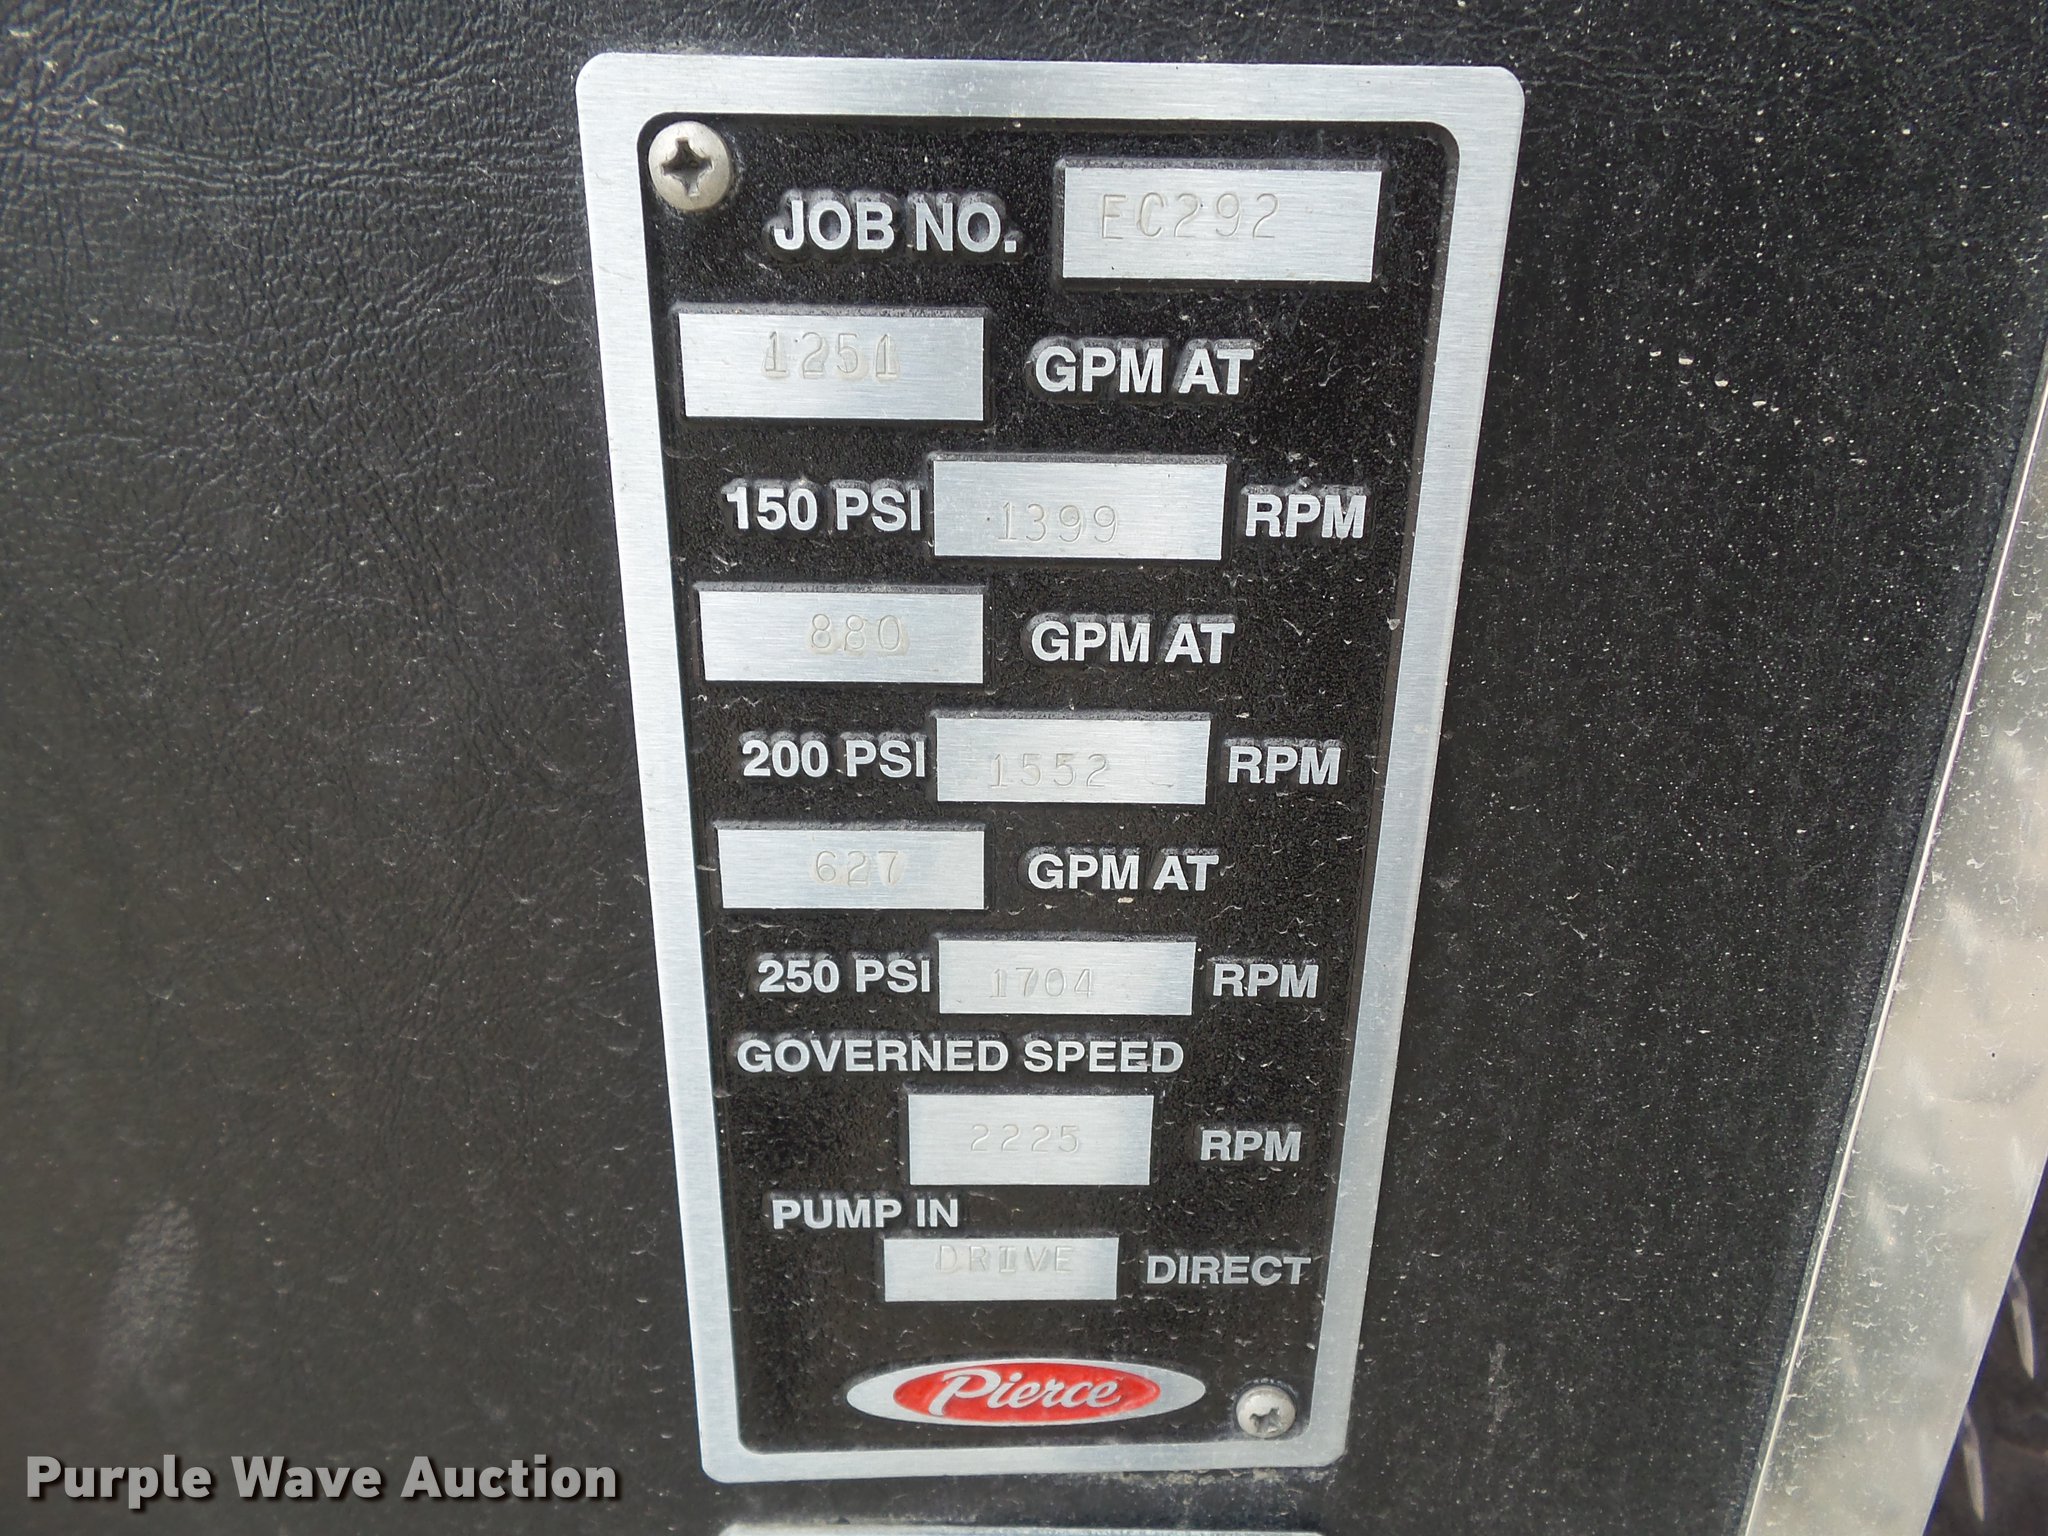 JOB NO. EC292
1251 GPM AT
150 PSI 1399 RPM
880 GPM AT
200 PSI 1552 RPM
627 GPM AT
250 PSI 1704 RPM
GOVERNED SPEED
2225 RPM
PUMP IN
DRIVE DIRECT
Pierce
Purple Wave Auction